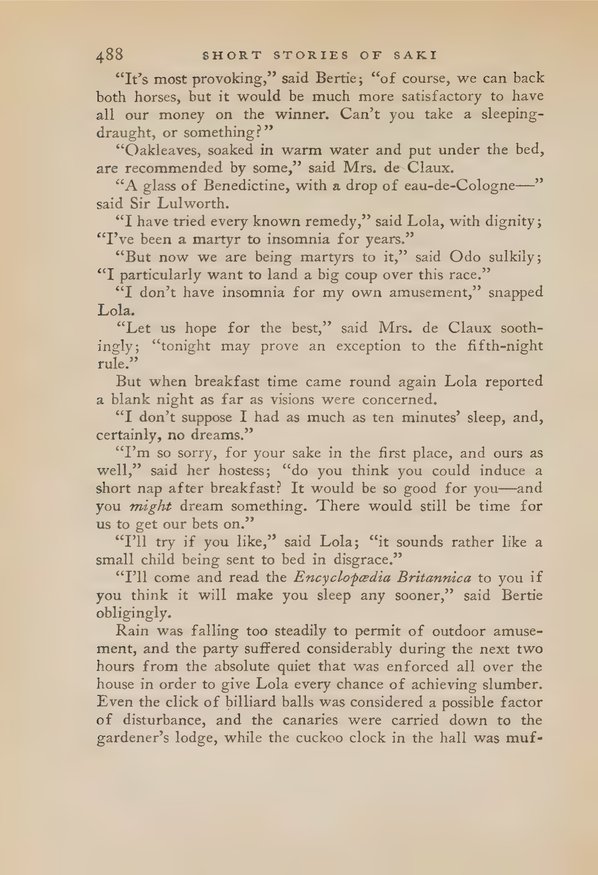 488 SHORT STORIES OF SAKI
“It’s most provoking,” said Bertie; “of course, we can back
both horses, but it would be much more satisfactory to have
all our money on the winner. Can’t you take a sleeping-
draught, or something?”
“Oakleaves, soaked in warm water and put under the bed,
are recommended by some,” said Mrs. de Claux.
“A glass of Benedictine, with a drop of eau-de-Cologne—”
said Sir Lulworth.
“I have tried every known remedy,” said Lola, with dignity;
“I’ve been a martyr to insomnia for years.”
“But now we are being martyrs to it,” said Odo sulkily;
“I particularly want to land a big coup over this race.”
“I don’t have insomnia for my own amusement,” snapped
Lola.
“Let us hope for the best,” said Mrs. de Claux sooth-
ingly; “tonight may prove an exception to the fifth-night
rule.”
But when breakfast time came round again Lola reported
a blank night as far as visions were concerned.
“I don’t suppose I had as much as ten minutes’ sleep, and,
certainly, no dreams.”
“I’m so sorry, for your sake in the first place, and ours as
well,” said her hostess; “do you think you could induce a
short nap after breakfast? It would be so good for you—and
you might dream something. There would still be time for
us to get our bets on.”
“I’ll try if you like,” said Lola; “it sounds rather like a
small child being sent to bed in disgrace.”
“I’ll come and read the Encyclopædia Britannica to you if
you think it will make you sleep any sooner,” said Bertie
obligingly.
Rain was falling too steadily to permit of outdoor amuse-
ment, and the party suffered considerably during the next two
hours from the absolute quiet that was enforced all over the
house in order to give Lola every chance of achieving slumber.
Even the click of billiard balls was considered a possible factor
of disturbance, and the canaries were carried down to the
gardener’s lodge, while the cuckoo clock in the hall was muf-